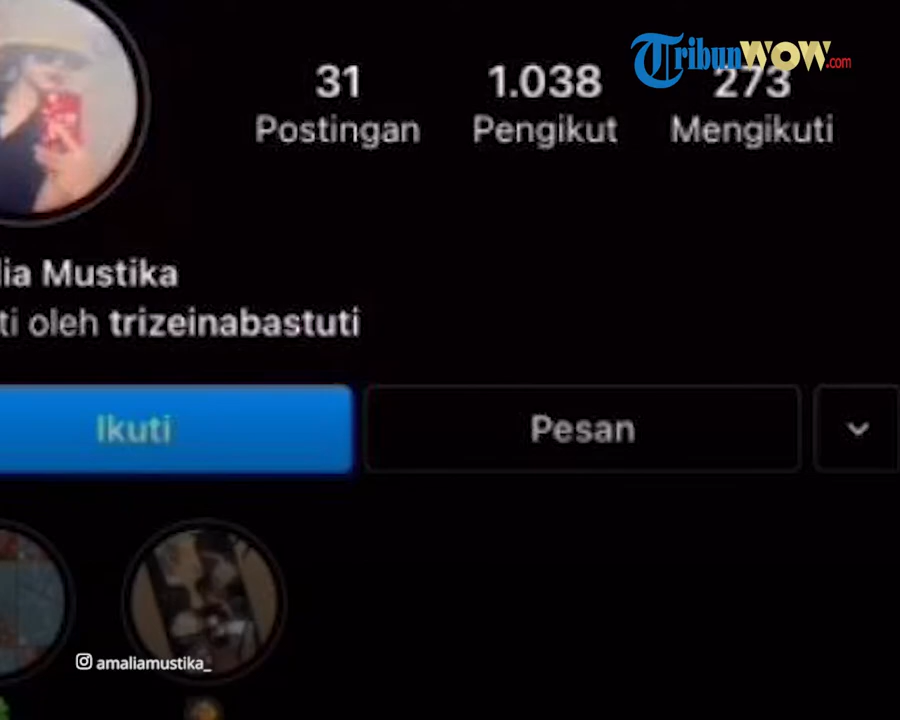 TribunWOW.com
31 1.038 273
Postingan Pengikut Mengikuti
lia Mustika
ti oleh trizeinabastuti
Ikuti Pesan
amaliamustika_